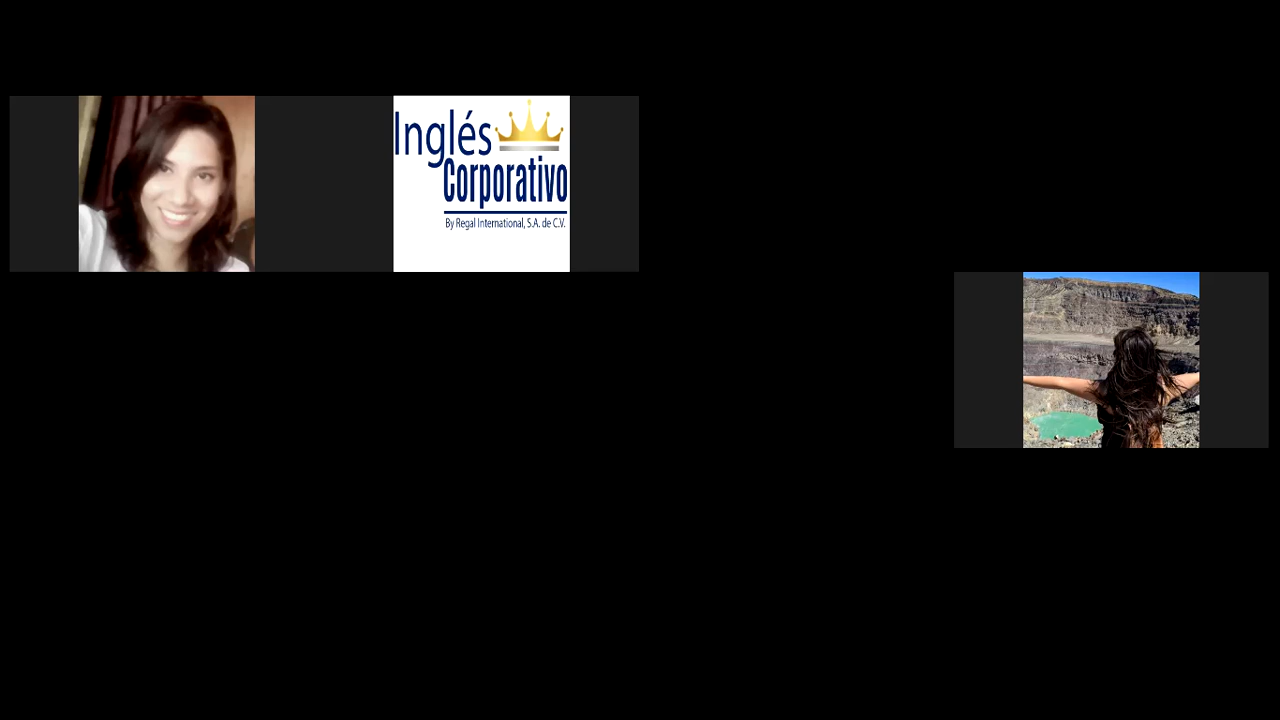 Inglés
Corporativo
By Regal International, S.A. de C.V.